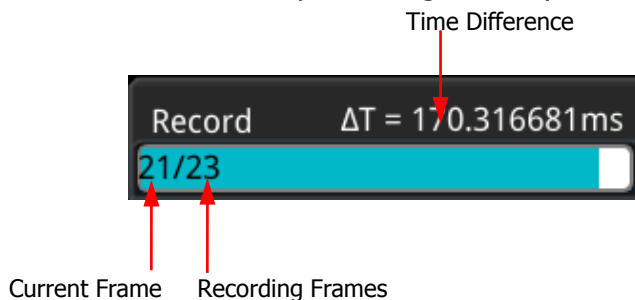 Time Difference
Record ΔT = 170.316681ms
21/23
Current Frame Recording Frames